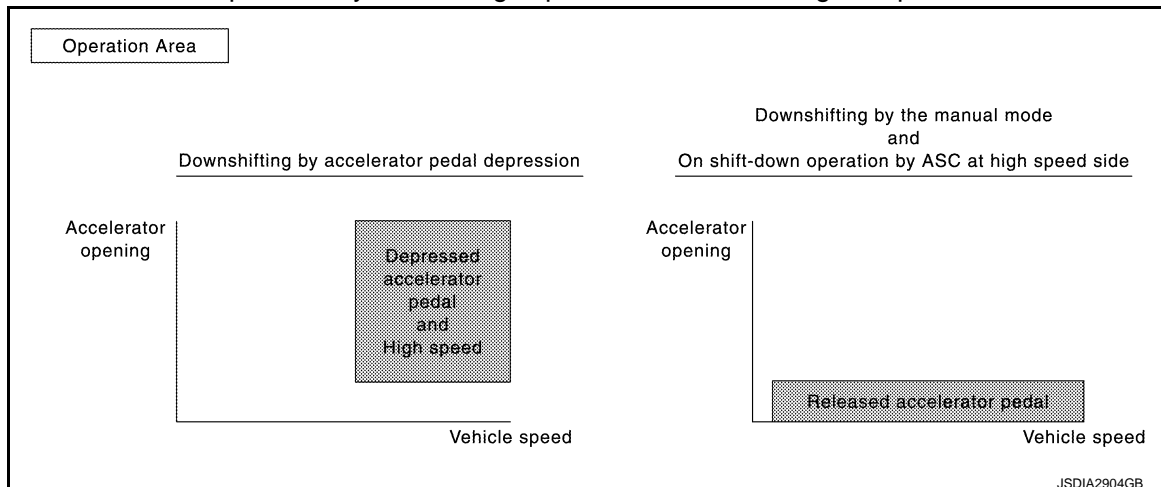 Operation Area
Downshifting by accelerator pedal depression
Accelerator
opening
Depressed
accelerator
pedal
and
High speed
Vehicle speed
Downshifting by the manual mode
and
On shift-down operation by ASC at high speed side
Accelerator
opening
Released accelerator pedal
Vehicle speed
JSDIA2904GB